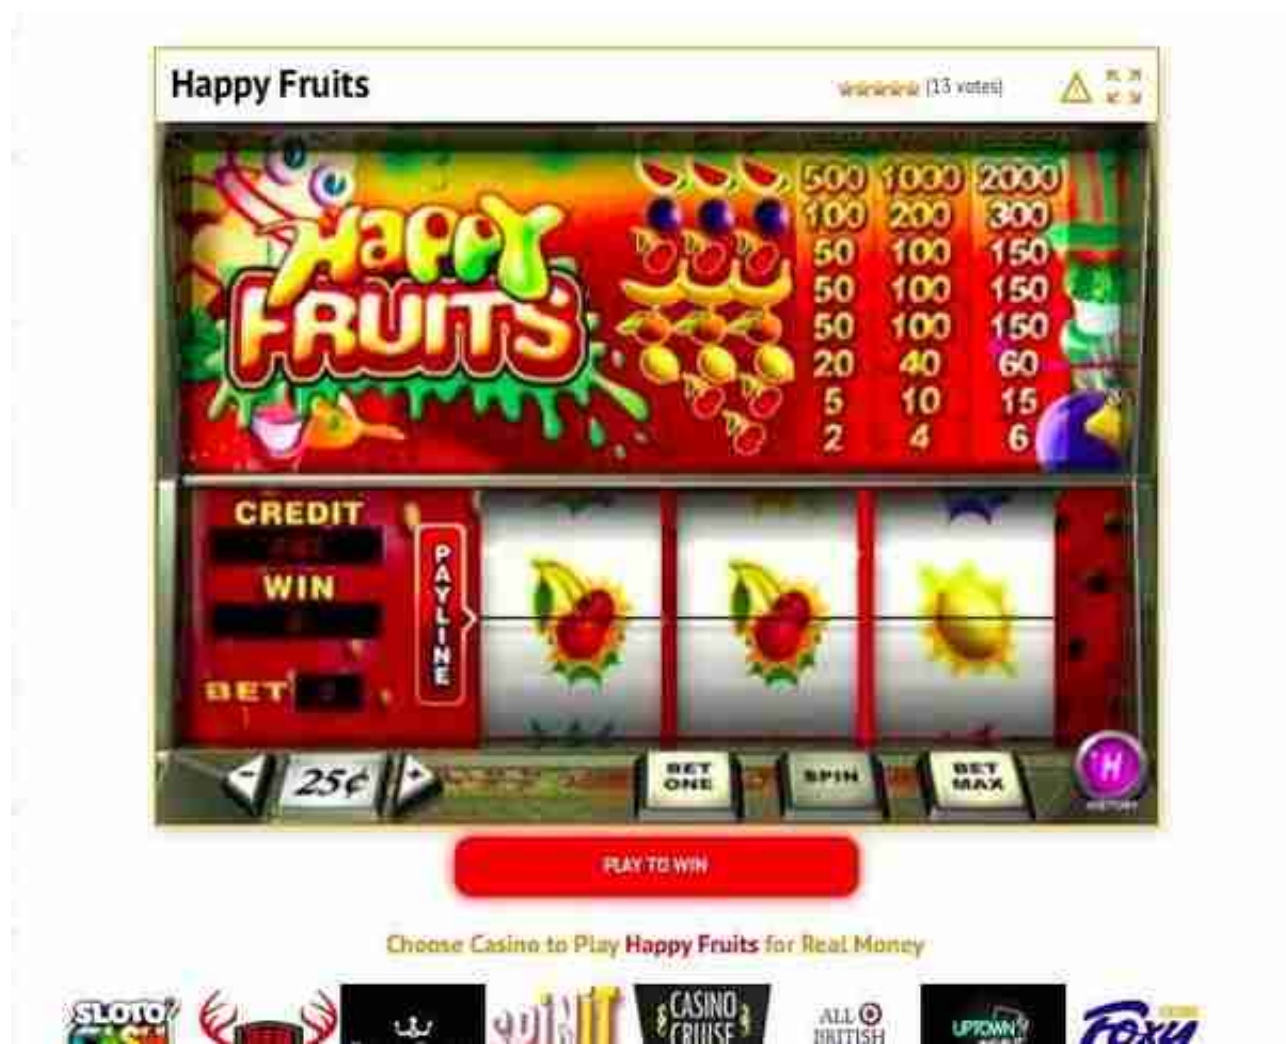 Happy Fruits
(13 votes)
HAPPY
FRUITS
500 1000 2000
100 200 300
50 100 150
50 100 150
50 100 150
20 40 60
5 10 15
2 4 6
CREDIT
WIN
BET
PAYLINE
- 25¢ +
BET ONE
SPIN
BET MAX
H
HISTORY
PLAY TO WIN
Choose Casino to Play Happy Fruits for Real Money
SLOTO
CASH
SPINIT
CASINO
CRUISE
ALL
BRITISH
UPTOWN
FOXY